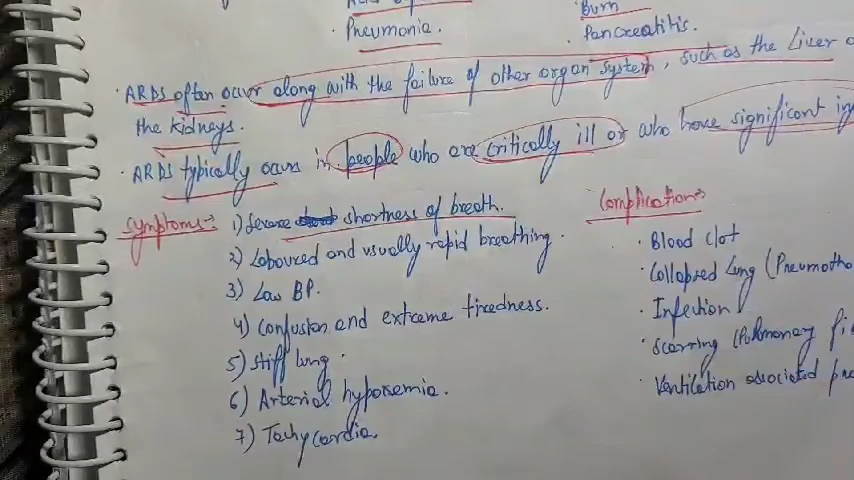 Burn
· Pneumonia.
· Pancreatitis.
· ARDS often occur along with the failure of other organ system, such as the Liver
the kidneys.
· ARDS typically occurs in people who are critically ill or who have significant
Symptoms→ 1) Severe shortness of breath.
2) Laboured and usually rapid breathing.
3) Low BP.
4) Confusion and extreme tiredness.
5) Stiff lung.
6) Arterial hypoxemia.
7) Tachycardia.
Complication→
· Blood clot
· Collapsed Lung (Pneumotho
· Infection
· Scarring (Pulmonary fi
· Ventilation associated